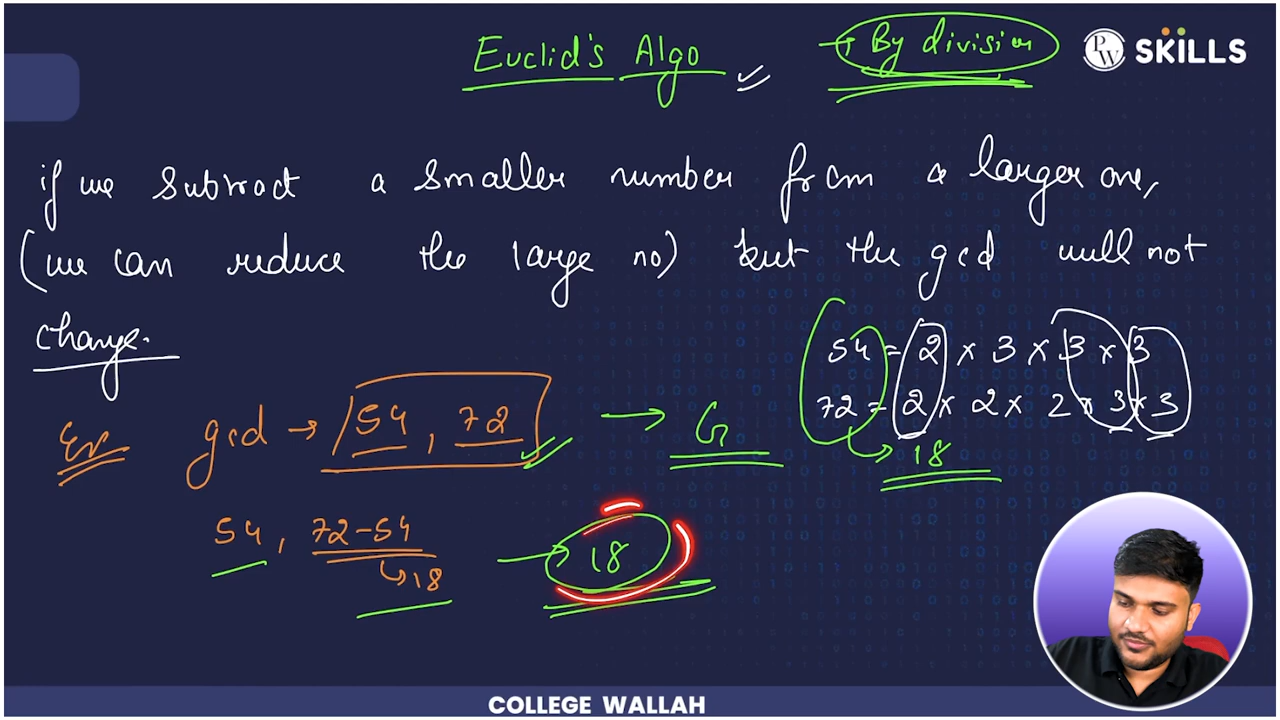 Euclid's Algo
→ By division
PW SKILLS
if we subtract a smaller number from a larger one,
(we can reduce the large no) but the gcd will not
change.
54 = 2 × 3 × 3 × 3
72 = 2 × 2 × 2 × 3 × 3
↳ 18
Ex gcd → 54, 72 → G
54, 72-54 → 18
↳ 18
COLLEGE WALLAH